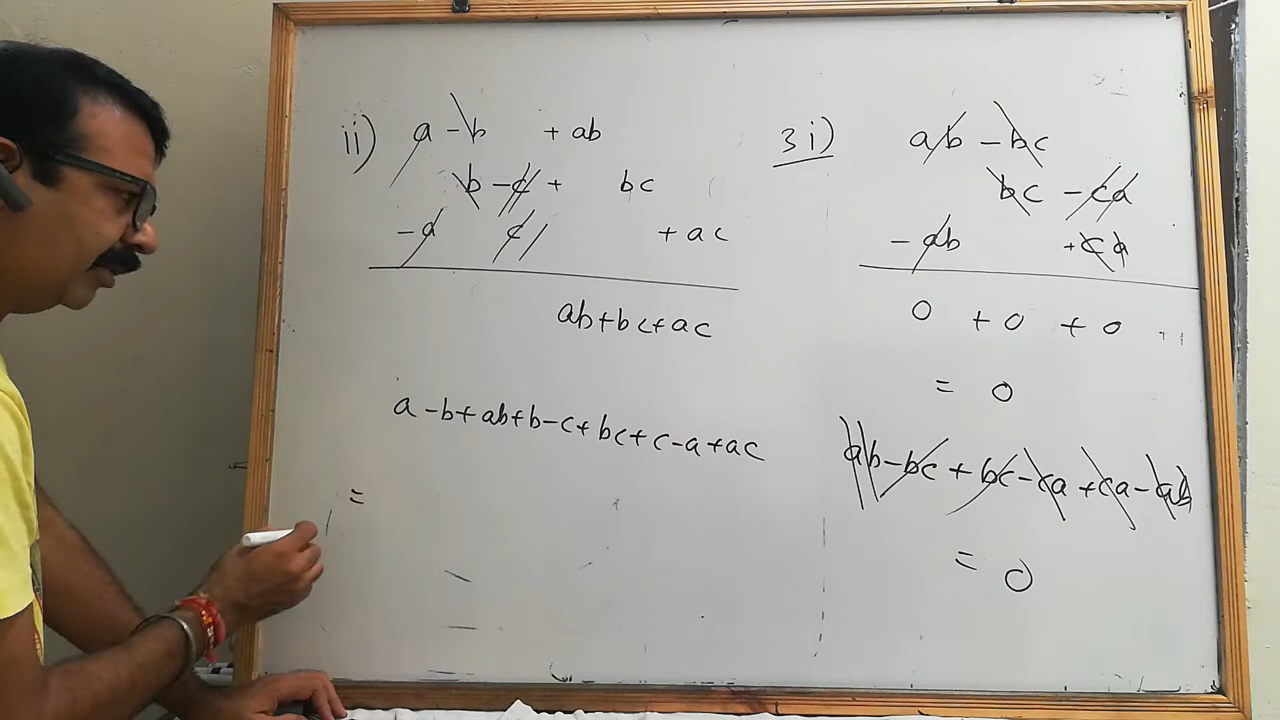 ii) a - b + ab
b - c + bc
- a c + ac
ab + bc + ac
a - b + ab + b - c + bc + c - a + ac
=
3 i) ab - bc
bc - ca
- ab + ca
0 + 0 + 0
= 0
ab - bc + bc - ca + ca - ab
= 0